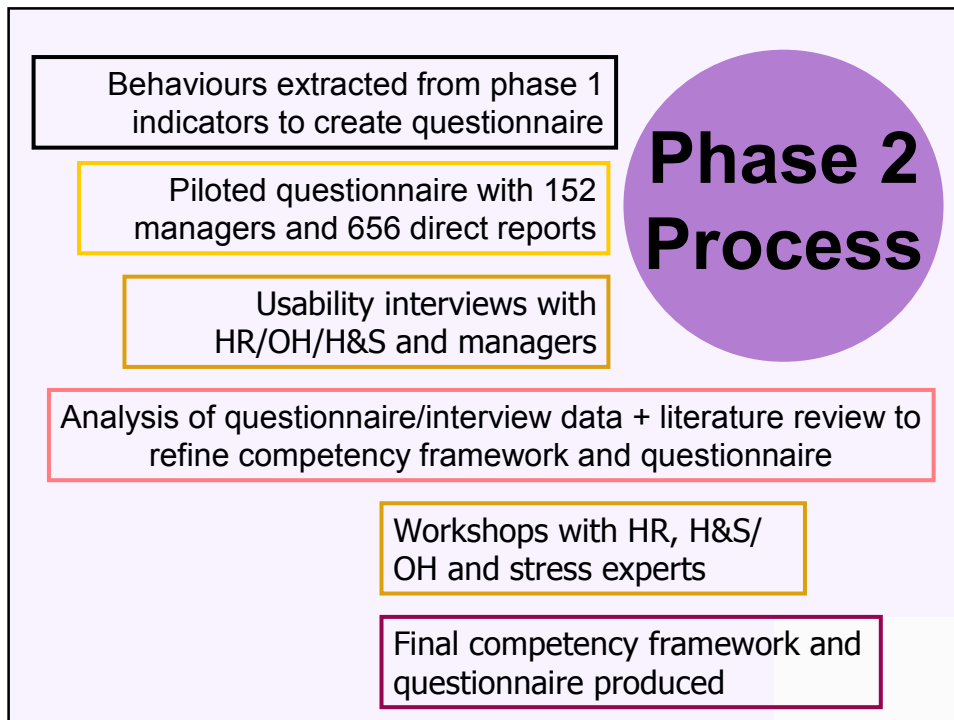 Behaviours extracted from phase 1
indicators to create questionnaire
Phase 2
Process
Piloted questionnaire with 152
managers and 656 direct reports
Usability interviews with
HR/OH/H&S and managers
Analysis of questionnaire/interview data + literature review to
refine competency framework and questionnaire
Workshops with HR, H&S/
OH and stress experts
Final competency framework and
questionnaire produced